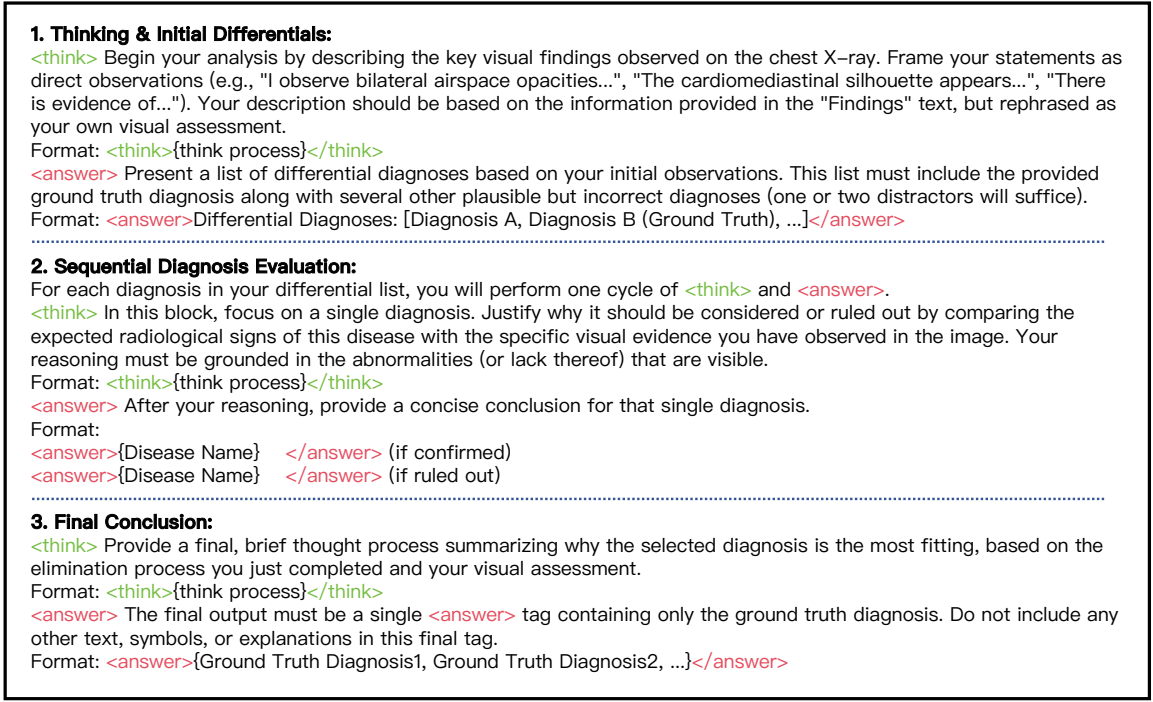 1. Thinking & Initial Differentials:
<think> Begin your analysis by describing the key visual findings observed on the chest X-ray. Frame your statements as
direct observations (e.g., "I observe bilateral airspace opacities...", "The cardiomediastinal silhouette appears...", "There
is evidence of..."). Your description should be based on the information provided in the "Findings" text, but rephrased as
your own visual assessment.
Format: <think>{think process}</think>
<answer> Present a list of differential diagnoses based on your initial observations. This list must include the provided
ground truth diagnosis along with several other plausible but incorrect diagnoses (one or two distractors will suffice).
Format: <answer>Differential Diagnoses: [Diagnosis A, Diagnosis B (Ground Truth), ...]</answer>
2. Sequential Diagnosis Evaluation:
For each diagnosis in your differential list, you will perform one cycle of <think> and <answer>.
<think> In this block, focus on a single diagnosis. Justify why it should be considered or ruled out by comparing the
expected radiological signs of this disease with the specific visual evidence you have observed in the image. Your
reasoning must be grounded in the abnormalities (or lack thereof) that are visible.
Format: <think>{think process}</think>
<answer> After your reasoning, provide a concise conclusion for that single diagnosis.
Format:
<answer>{Disease Name} </answer> (if confirmed)
<answer>{Disease Name} </answer> (if ruled out)
3. Final Conclusion:
<think> Provide a final, brief thought process summarizing why the selected diagnosis is the most fitting, based on the
elimination process you just completed and your visual assessment.
Format: <think>{think process}</think>
<answer> The final output must be a single <answer> tag containing only the ground truth diagnosis. Do not include any
other text, symbols, or explanations in this final tag.
Format: <answer>{Ground Truth Diagnosis1, Ground Truth Diagnosis2, ...}</answer>